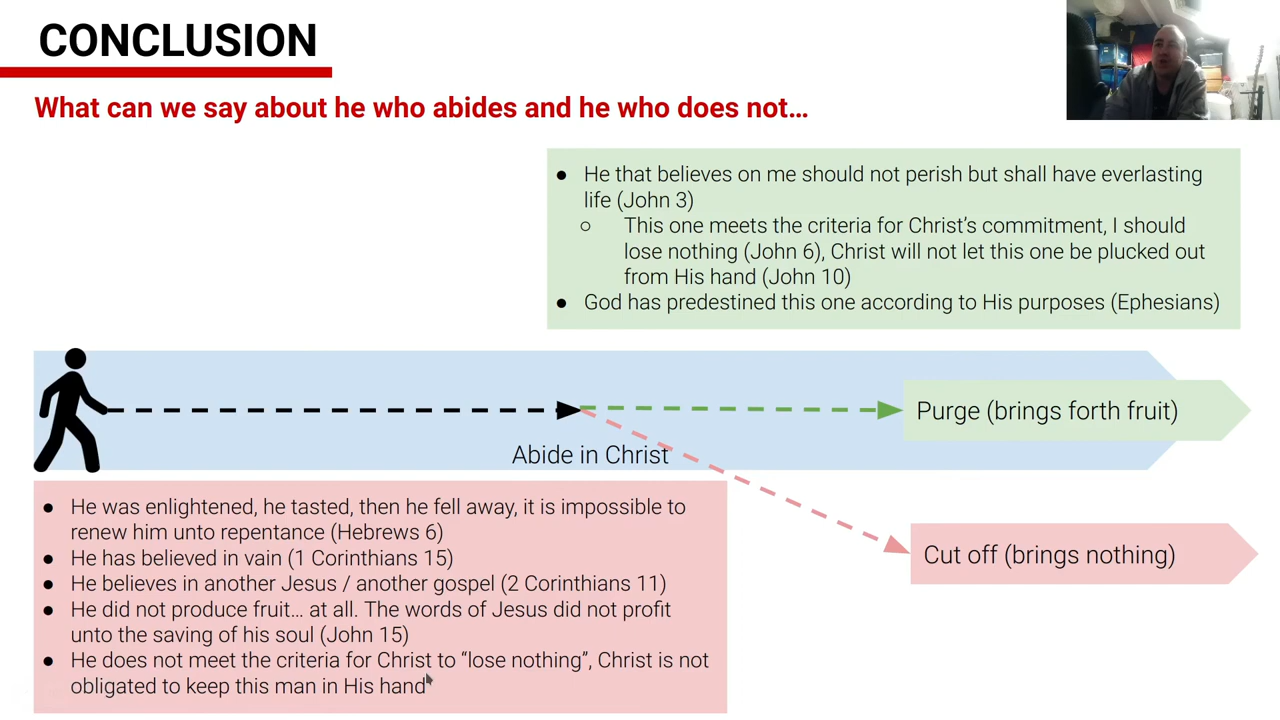 CONCLUSION
What can we say about he who abides and he who does not…
● He that believes on me should not perish but shall have everlasting
life (John 3)
○ This one meets the criteria for Christ’s commitment, I should
lose nothing (John 6), Christ will not let this one be plucked out
from His hand (John 10)
● God has predestined this one according to His purposes (Ephesians)
Purge (brings forth fruit)
Abide in Christ
Cut off (brings nothing)
● He was enlightened, he tasted, then he fell away, it is impossible to
renew him unto repentance (Hebrews 6)
● He has believed in vain (1 Corinthians 15)
● He believes in another Jesus / another gospel (2 Corinthians 11)
● He did not produce fruit… at all. The words of Jesus did not profit
unto the saving of his soul (John 15)
● He does not meet the criteria for Christ to “lose nothing”, Christ is not
obligated to keep this man in His hand